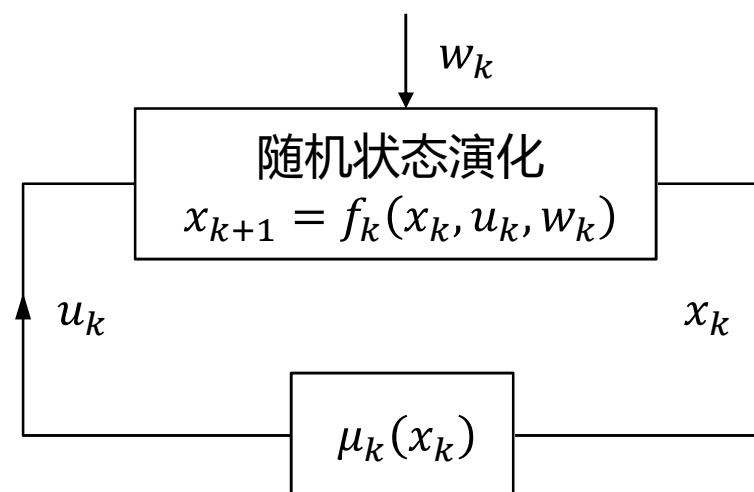 w_k
随机状态演化
x_{k+1} = f_k(x_k, u_k, w_k)
u_k
x_k
μ_k(x_k)